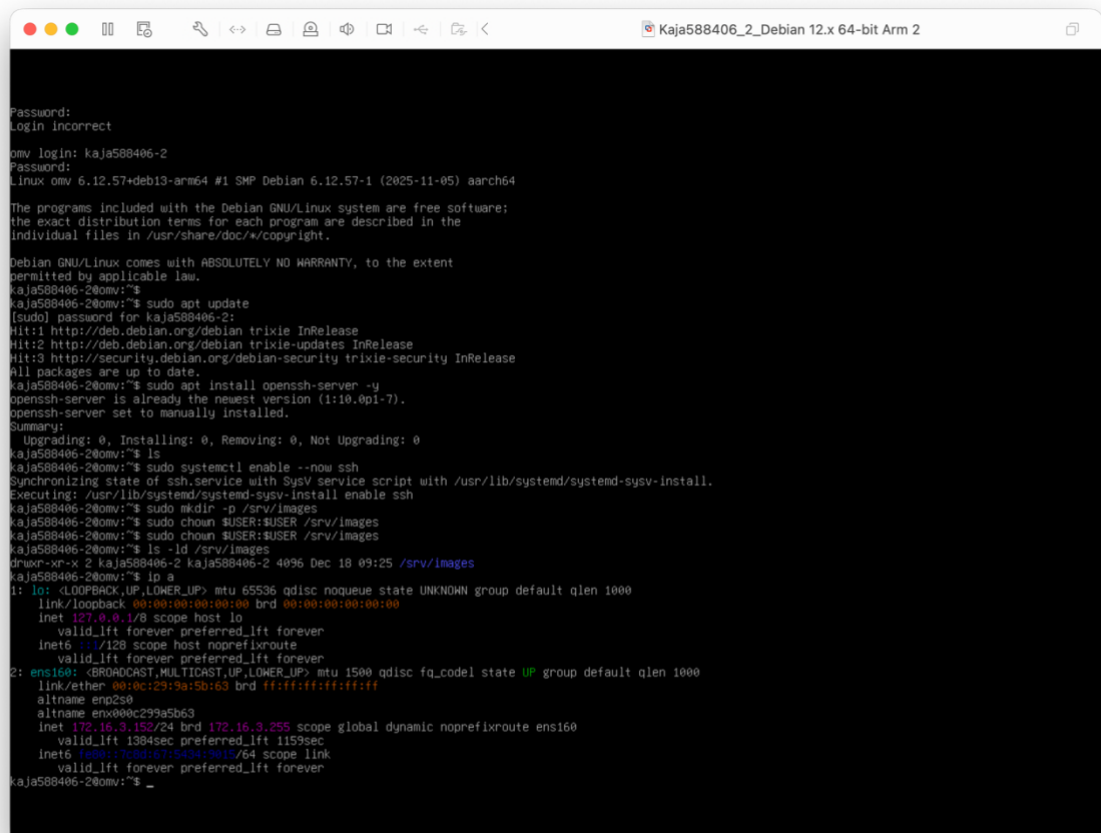 Kaja588406_2_Debian 12.x 64-bit Arm 2
Password:
Login incorrect
omv login: kaja588406-2
Password:
Linux omv 6.12.57+deb13-arm64 #1 SMP Debian 6.12.57-1 (2025-11-05) aarch64
The programs included with the Debian GNU/Linux system are free software;
the exact distribution terms for each program are described in the
individual files in /usr/share/doc/*/copyright.
Debian GNU/Linux comes with ABSOLUTELY NO WARRANTY, to the extent
permitted by applicable law.
kaja588406-2@omv:~$
kaja588406-2@omv:~$ sudo apt update
[sudo] password for kaja588406-2:
Hit:1 http://deb.debian.org/debian trixie InRelease
Hit:2 http://deb.debian.org/debian trixie-updates InRelease
Hit:3 http://security.debian.org/debian-security trixie-security InRelease
All packages are up to date.
kaja588406-2@omv:~$ sudo apt install openssh-server -y
openssh-server is already the newest version (1:10.0p1-7).
openssh-server set to manually installed.
Summary:
  Upgrading: 0, Installing: 0, Removing: 0, Not Upgrading: 0
kaja588406-2@omv:~$ ls
kaja588406-2@omv:~$ sudo systemctl enable --now ssh
Synchronizing state of ssh.service with SysV service script with /usr/lib/systemd/systemd-sysv-install.
Executing: /usr/lib/systemd/systemd-sysv-install enable ssh
kaja588406-2@omv:~$ sudo mkdir -p /srv/images
kaja588406-2@omv:~$ sudo chown $USER:$USER /srv/images
kaja588406-2@omv:~$ sudo chown $USER:$USER /srv/images
kaja588406-2@omv:~$ ls -ld /srv/images
drwxr-xr-x 2 kaja588406-2 kaja588406-2 4096 Dec 18 09:25 /srv/images
kaja588406-2@omv:~$ ip a
1: lo: <LOOPBACK,UP,LOWER_UP> mtu 65536 qdisc noqueue state UNKNOWN group default qlen 1000
    link/loopback 00:00:00:00:00:00 brd 00:00:00:00:00:00
    inet 127.0.0.1/8 scope host lo
       valid_lft forever preferred_lft forever
    inet6 ::1/128 scope host noprefixroute
       valid_lft forever preferred_lft forever
2: ens160: <BROADCAST,MULTICAST,UP,LOWER_UP> mtu 1500 qdisc fq_codel state UP group default qlen 1000
    link/ether 00:0c:29:9a:5b:63 brd ff:ff:ff:ff:ff:ff
    altname enp2s0
    altname enx000c299a5b63
    inet 172.16.3.152/24 brd 172.16.3.255 scope global dynamic noprefixroute ens160
       valid_lft 1384sec preferred_lft 1159sec
    inet6 /64 scope link
       valid_lft forever preferred_lft forever
kaja588406-2@omv:~$ _